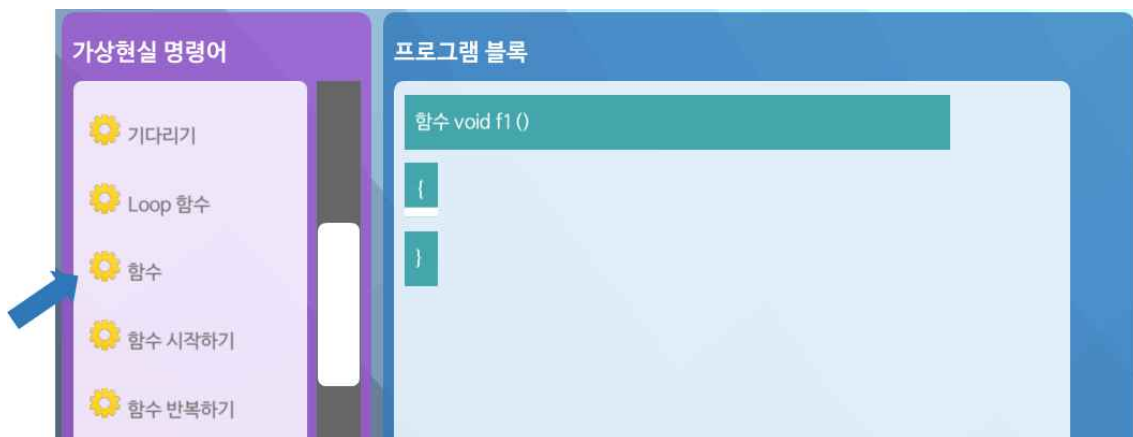 가상현실 명령어
기다리기
Loop 함수
함수
함수 시작하기
함수 반복하기
프로그램 블록
함수 void f1 ()
{
}